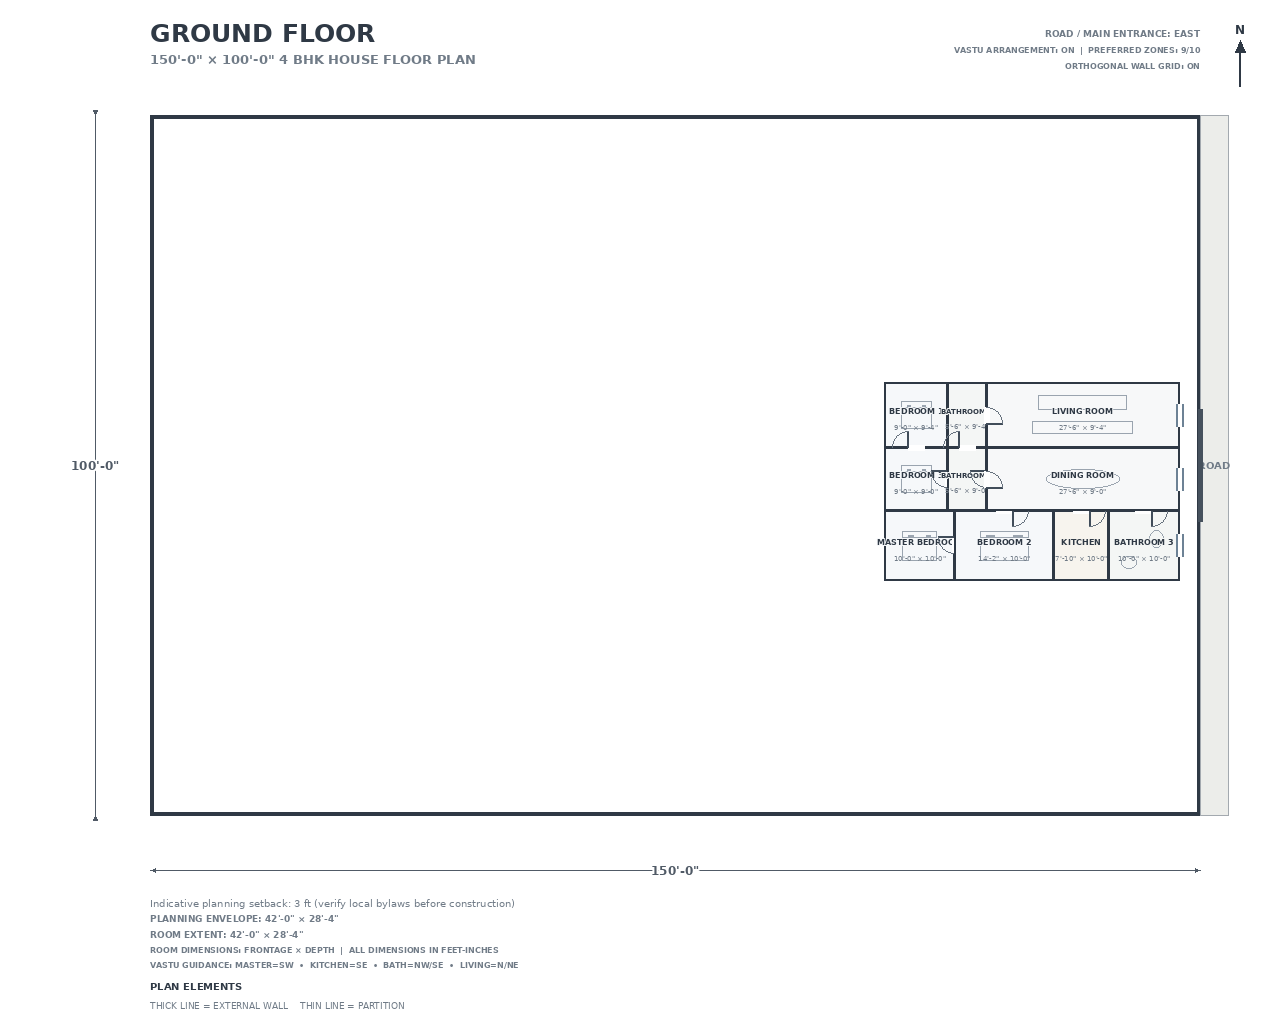 GROUND FLOOR
150'-0" × 100'-0" 4 BHK HOUSE FLOOR PLAN
ROAD / MAIN ENTRANCE: EAST
VASTU ARRANGEMENT: ON | PREFERRED ZONES: 9/10
ORTHOGONAL WALL GRID: ON
N
BEDROOM
BATHROOM
LIVING ROOM
9'-0" × 9'-4"
27'-6" × 9'-4"
100'-0"
BEDROOM
BATHROOM
DINING ROOM
9'-0" × 9'-0"
27'-6" × 9'-0"
MASTER
BEDROOM 2
KITCHEN
BATHROOM 3
10'-0" × 10'-0"
14'-2" × 10'-0"
7'-10" × 10'-0"
10'-0" × 10'-0"
150'-0"
Indicative planning setback: 3 ft (verify local bylaws before construction)
PLANNING ENVELOPE: 42'-0" × 28'-4"
ROOM EXTENT: 42'-0" × 28'-4"
ROOM DIMENSIONS: FRONTAGE × DEPTH | ALL DIMENSIONS IN FEET-INCHES
VASTU GUIDANCE: MASTER=SW • KITCHEN=SE • BATH=NW/SE • LIVING=N/NE
PLAN ELEMENTS
THICK LINE = EXTERNAL WALL THIN LINE = PARTITION